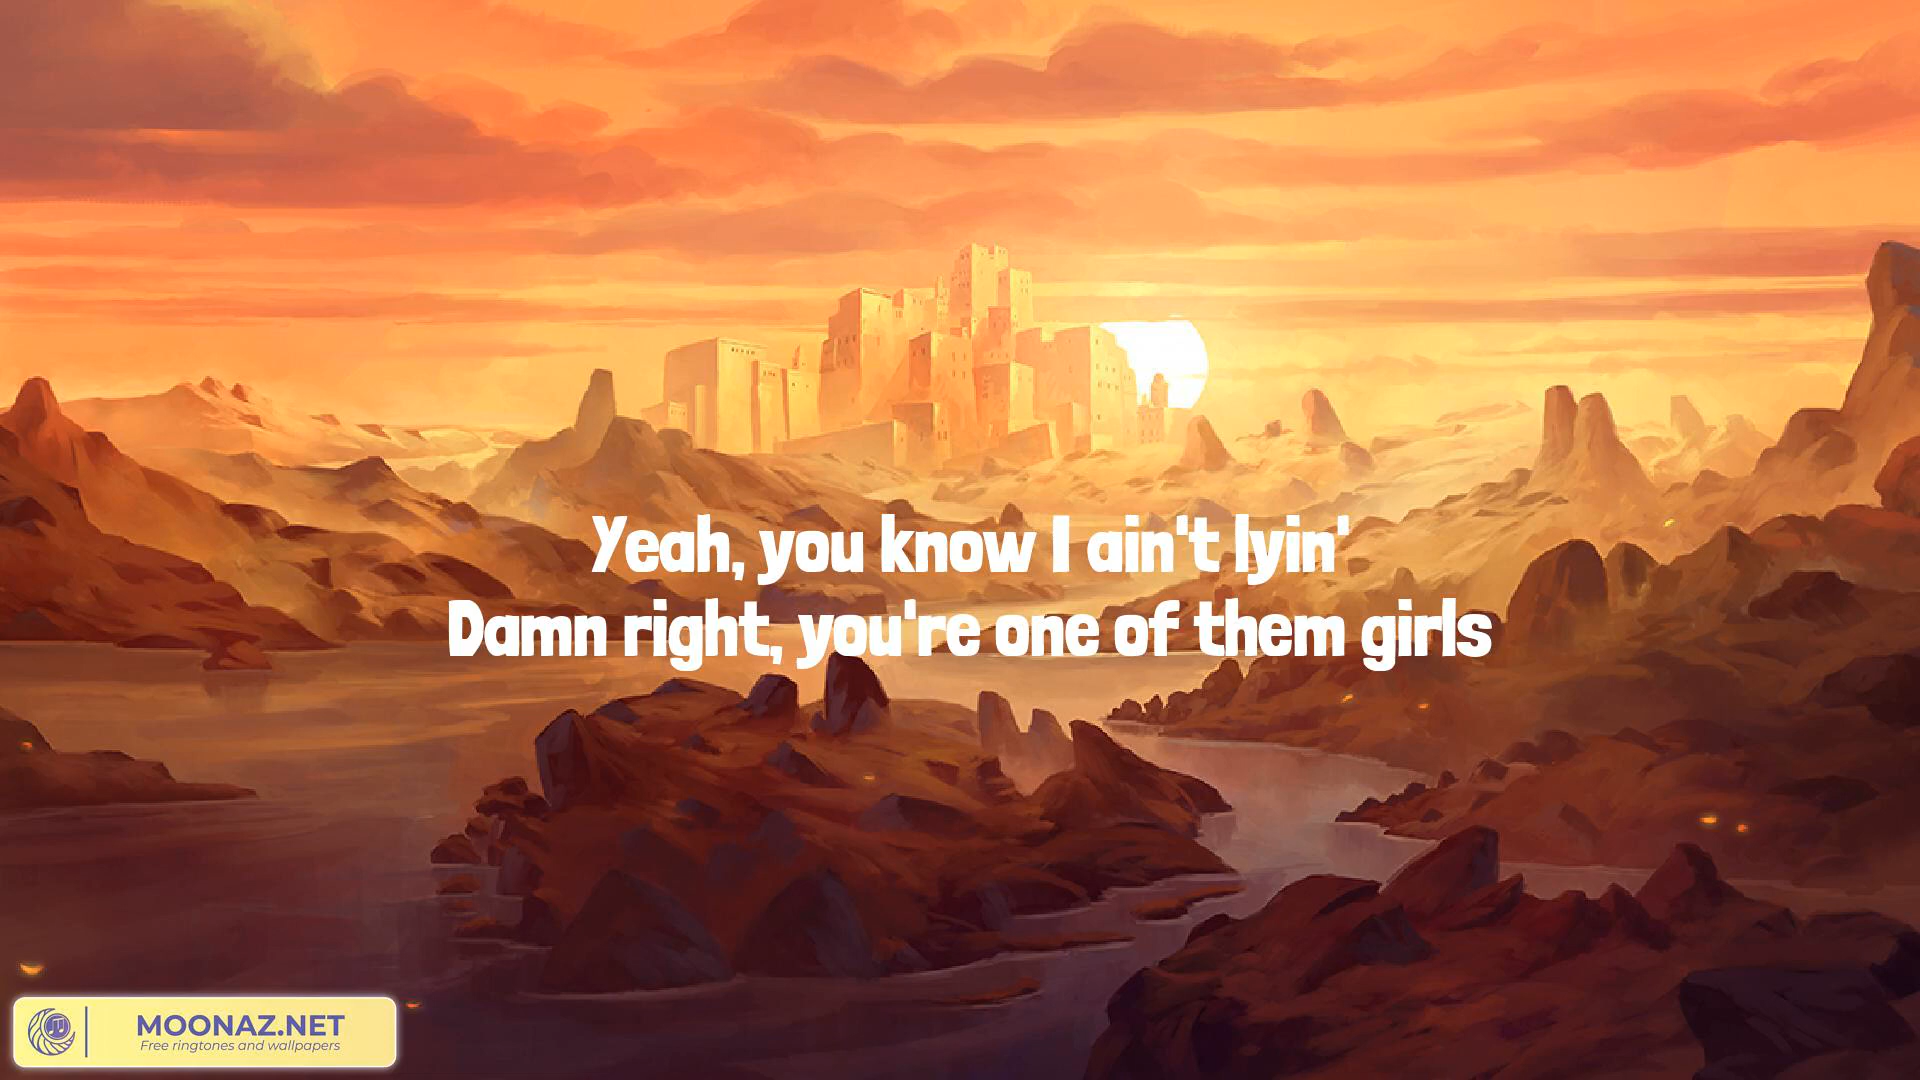 Yeah, you know I ain't lyin'
Damn right, you're one of them girls
MOONAZ.NET
Free ringtones and wallpapers